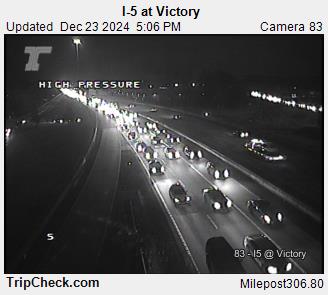 I-5 at Victory
Updated Dec 23 2024 5:06 PM Camera 83
T
HIGH PRESSURE
S
83 - I5 @ Victory
TripCheck.com Milepost306.80